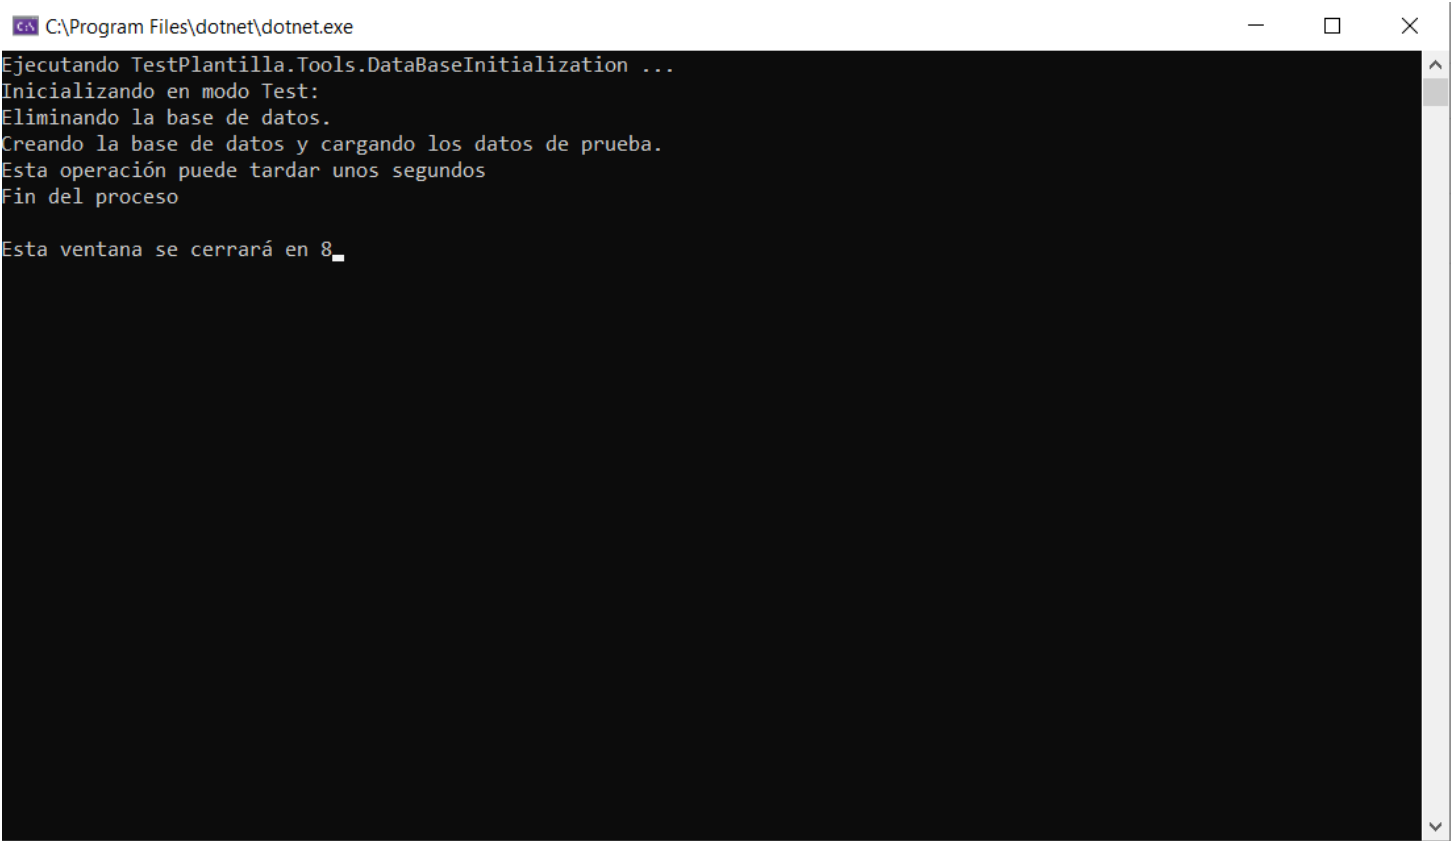 C:\Program Files\dotnet\dotnet.exe
Ejecutando TestPlantilla.Tools.DataBaseInitialization ...
Inicializando en modo Test:
Eliminando la base de datos.
Creando la base de datos y cargando los datos de prueba.
Esta operación puede tardar unos segundos
Fin del proceso
Esta ventana se cerrará en 8